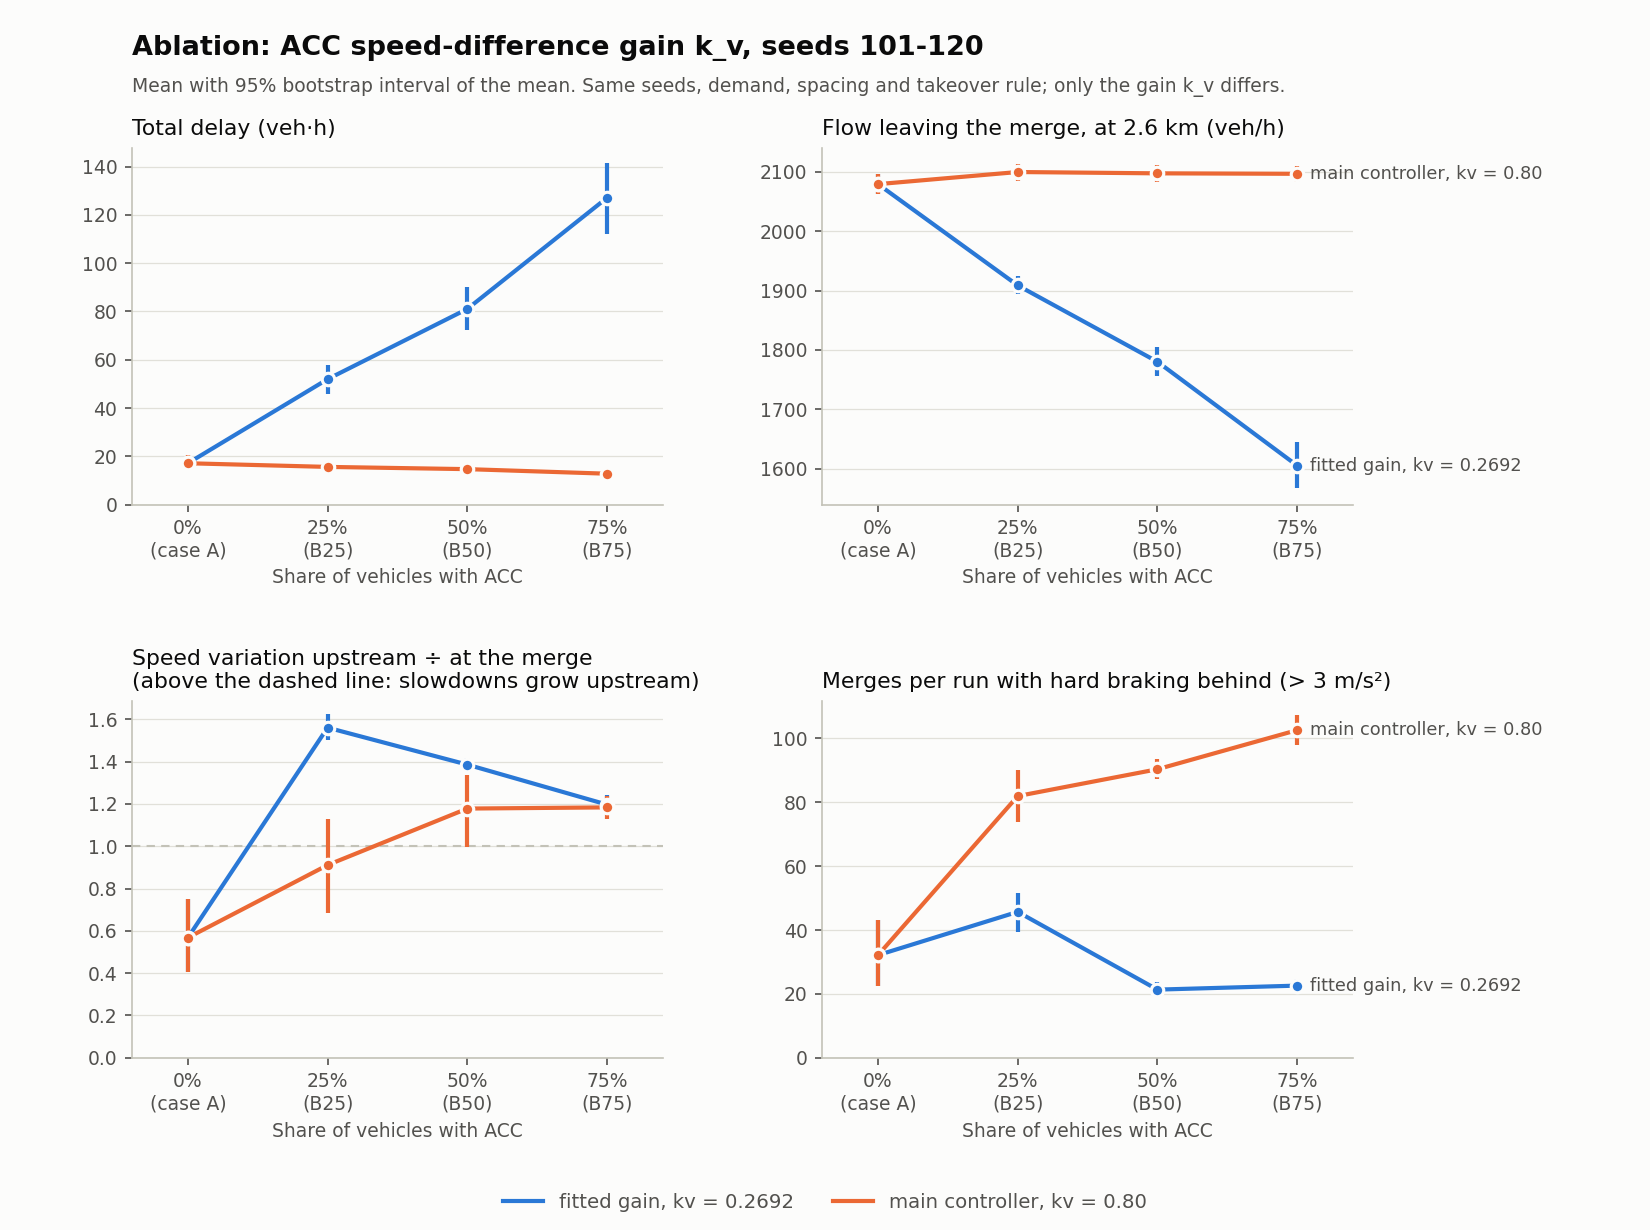 Ablation: ACC speed-difference gain k_v, seeds 101-120
Mean with 95% bootstrap interval of the mean. Same seeds, demand, spacing and takeover rule; only the gain k_v differs.
Total delay (veh·h)
140
120
100
80
60
40
20
0
0%
(case A)
25%
(B25)
50%
(B50)
75%
(B75)
Share of vehicles with ACC
Flow leaving the merge, at 2.6 km (veh/h)
2100
2000
1900
1800
1700
1600
main controller, kv = 0.80
fitted gain, kv = 0.2692
0%
(case A)
25%
(B25)
50%
(B50)
75%
(B75)
Share of vehicles with ACC
Speed variation upstream ÷ at the merge
(above the dashed line: slowdowns grow upstream)
1.6
1.4
1.2
1.0
0.8
0.6
0.4
0.2
0.0
0%
(case A)
25%
(B25)
50%
(B50)
75%
(B75)
Share of vehicles with ACC
Merges per run with hard braking behind (> 3 m/s²)
100
80
60
40
20
0
main controller, kv = 0.80
fitted gain, kv = 0.2692
0%
(case A)
25%
(B25)
50%
(B50)
75%
(B75)
Share of vehicles with ACC
fitted gain, kv = 0.2692
main controller, kv = 0.80